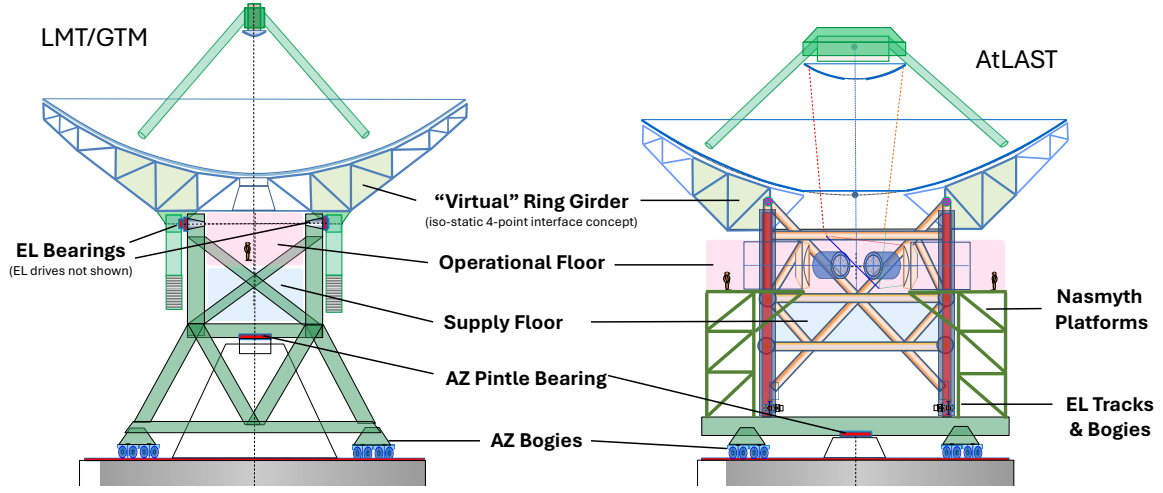 LMT/GTM
AtLAST
“Virtual” Ring Girder
(iso-static 4-point interface concept)
EL Bearings
(EL drives not shown)
Operational Floor
Supply Floor
Nasmyth
Platforms
AZ Pintle Bearing
EL Tracks
& Bogies
AZ Bogies